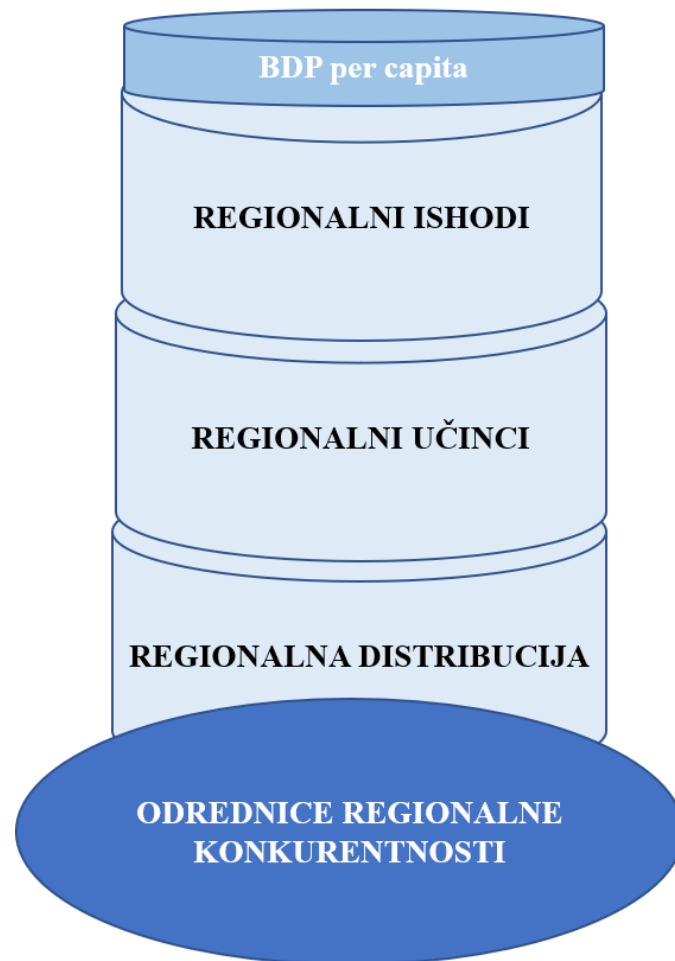 BDP per capita
REGIONALNI ISHODI
REGIONALNI UČINCI
REGIONALNA DISTRIBUCIJA
ODREDNICE REGIONALNE
KONKURENTNOSTI